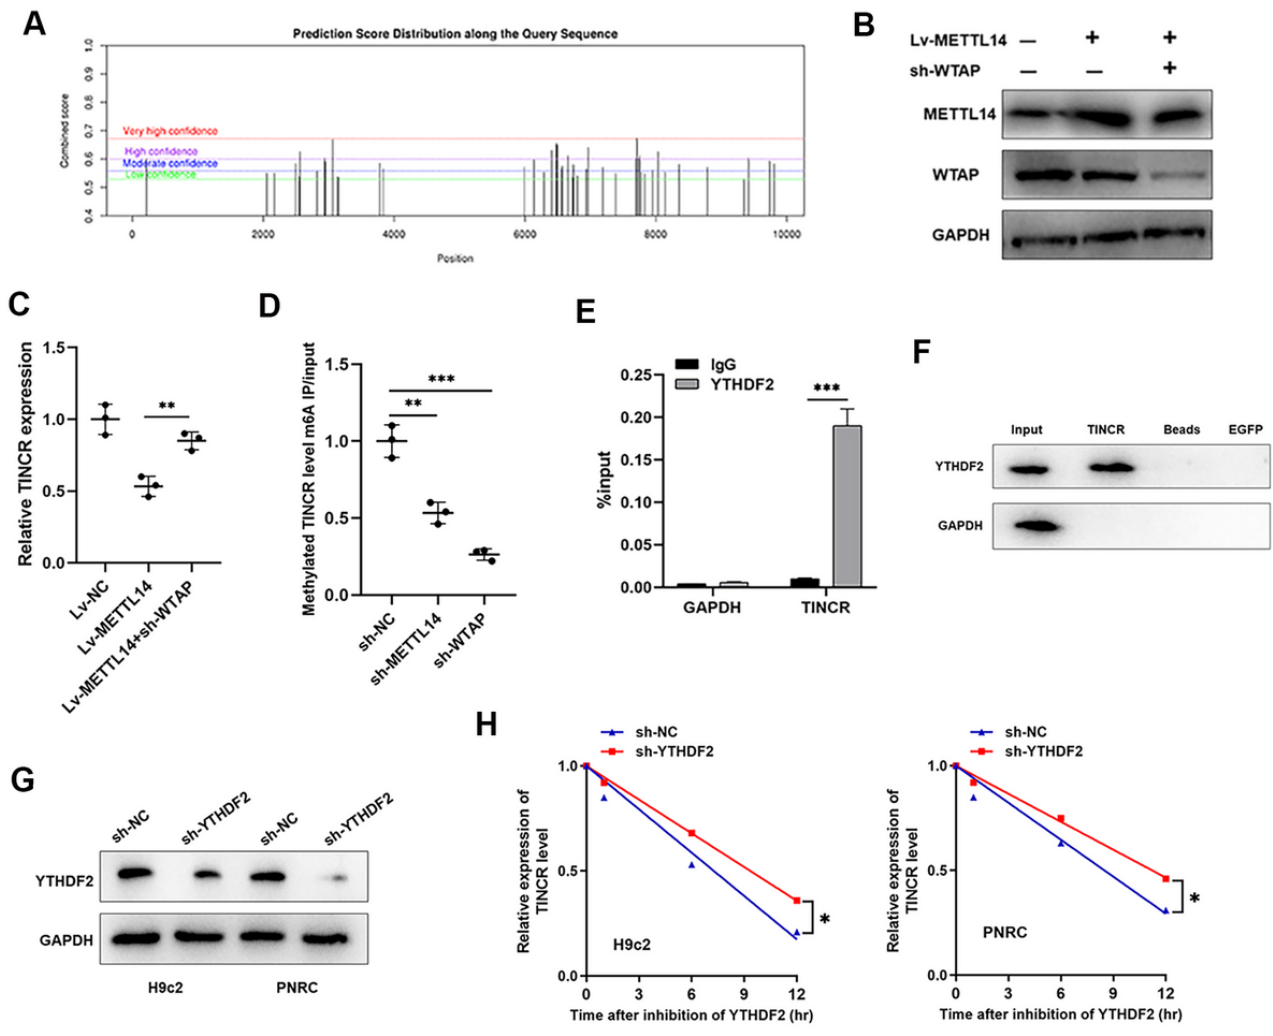 A
Prediction Score Distribution along the Query Sequence
Combined score
1.0
0.9
0.8
0.7
0.6
0.5
0.4
Very high confidence
High confidence
Moderate confidence
Low confidence
0 2000 4000 6000 8000 10000
Position
B
Lv-METTL14 — + +
sh-WTAP — — +
METTL14
WTAP
GAPDH
C
Relative TINCR expression
1.5
1.0
0.5
0.0
**
Lv-NC
Lv-METTL14
Lv-METTL14+sh-WTAP
D
Methylated TINCR level m6A IP/input
1.5
1.0
0.5
0.0
***
**
sh-NC
sh-METTL14
sh-WTAP
E
IgG
YTHDF2
%input
0.25
0.20
0.15
0.10
0.05
0.00
***
GAPDH TINCR
F
Input TINCR Beads EGFP
YTHDF2
GAPDH
G
sh-NC sh-YTHDF2 sh-NC sh-YTHDF2
YTHDF2
GAPDH
H9c2 PNRC
H
sh-NC
sh-YTHDF2
Relative expression of
TINCR level
1.0
0.5
0.0
*
H9c2
0 3 6 9 12
Time after inhibition of YTHDF2 (hr)
sh-NC
sh-YTHDF2
Relative expression of
TINCR level
1.0
0.5
0.0
*
PNRC
0 3 6 9 12
Time after inhibition of YTHDF2 (hr)